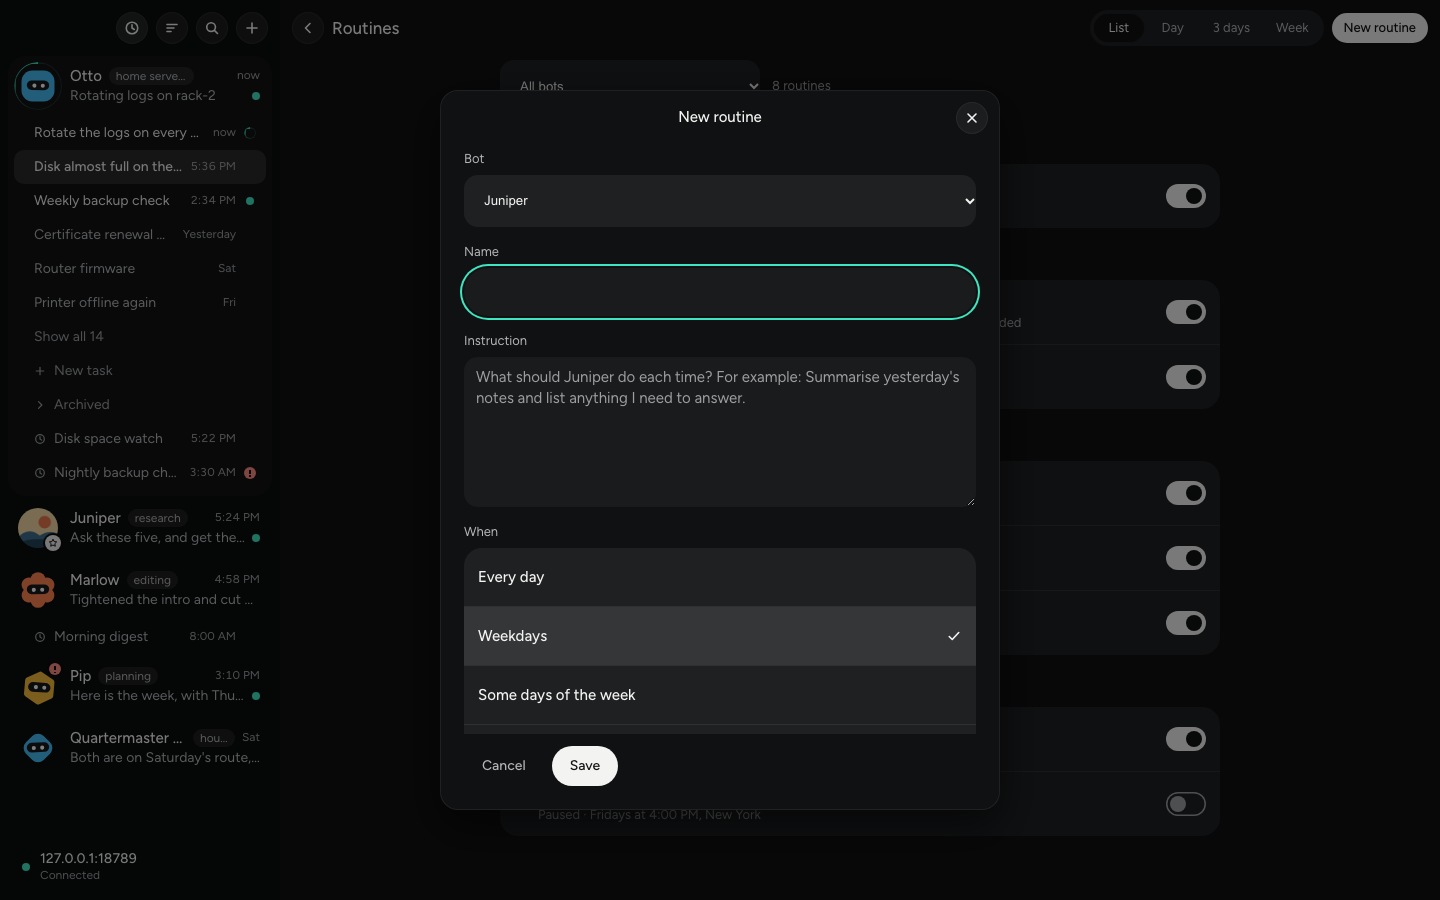 Routines
List
Day
3 days
Week
New routine
Otto
home serve...
now
Rotating logs on rack-2
Rotate the logs on every ...
now
Disk almost full on the...
5:36 PM
Weekly backup check
2:34 PM
Certificate renewal ...
Yesterday
Router firmware
Sat
Printer offline again
Fri
Show all 14
New task
Archived
Disk space watch
5:22 PM
Nightly backup ch...
3:30 AM
Juniper
research
5:24 PM
Ask these five, and get the...
Marlow
editing
4:58 PM
Tightened the intro and cut ...
Morning digest
8:00 AM
Pip
planning
3:10 PM
Here is the week, with Thu...
Quartermaster ...
hou...
Sat
Both are on Saturday's route,...
127.0.0.1:18789
Connected
All bots
8 routines
New routine
Bot
Juniper
Name
Instruction
What should Juniper do each time? For example: Summarise yesterday's
notes and list anything I need to answer.
When
Every day
Weekdays
Some days of the week
Cancel
Save
ded
Paused · Fridays at 4:00 PM, New York